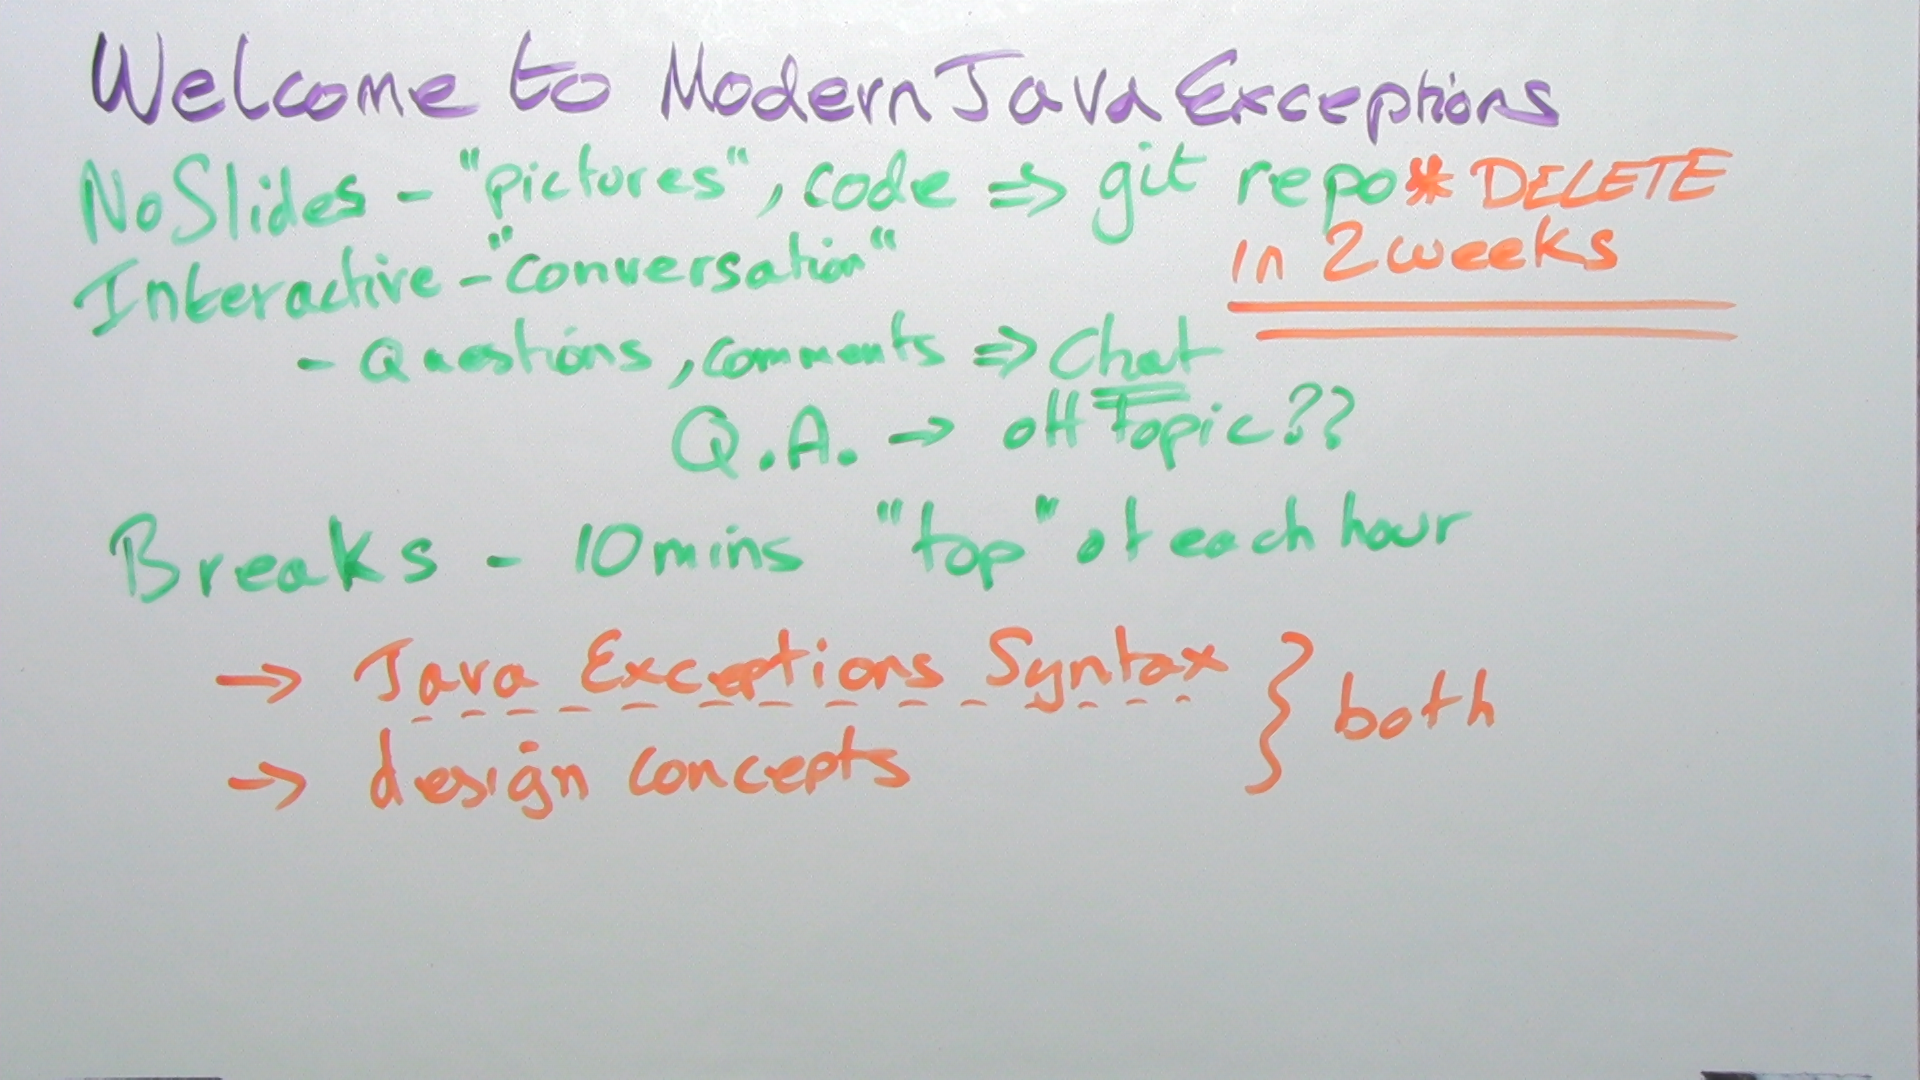 Welcome to Modern Java Exceptions
No Slides - "pictures", code => git repo* DELETE
in 2 weeks
Interactive - "conversation"
- Questions, comments => Chat
Q.A. → off Topic??
Breaks - 10 mins "top" of each hour
→ Java Exceptions Syntax } both
→ design concepts